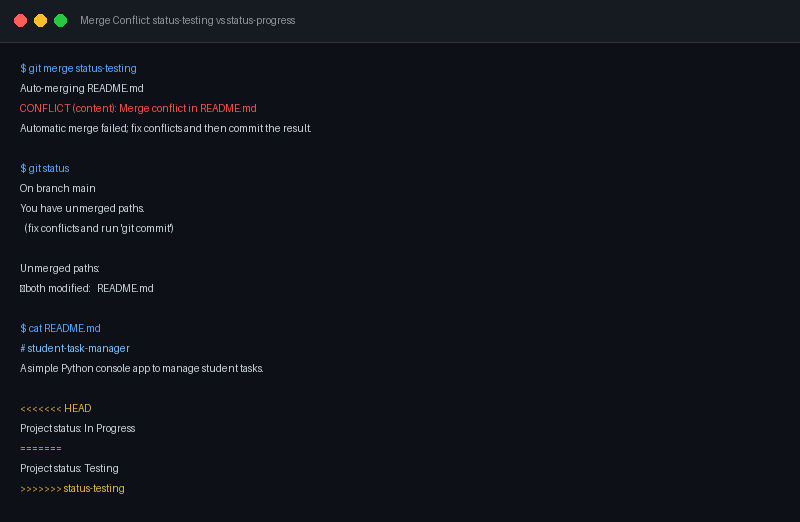 Merge Conflict: status-testing vs status-progress
$ git merge status-testing
Auto-merging README.md
CONFLICT (content): Merge conflict in README.md
Automatic merge failed; fix conflicts and then commit the result.
$ git status
On branch main
You have unmerged paths.
(fix conflicts and run 'git commit')
Unmerged paths:
both modified: README.md
$ cat README.md
# student-task-manager
A simple Python console app to manage student tasks.
<<<<<<< HEAD
Project status: In Progress
=======
Project status: Testing
>>>>>>> status-testing